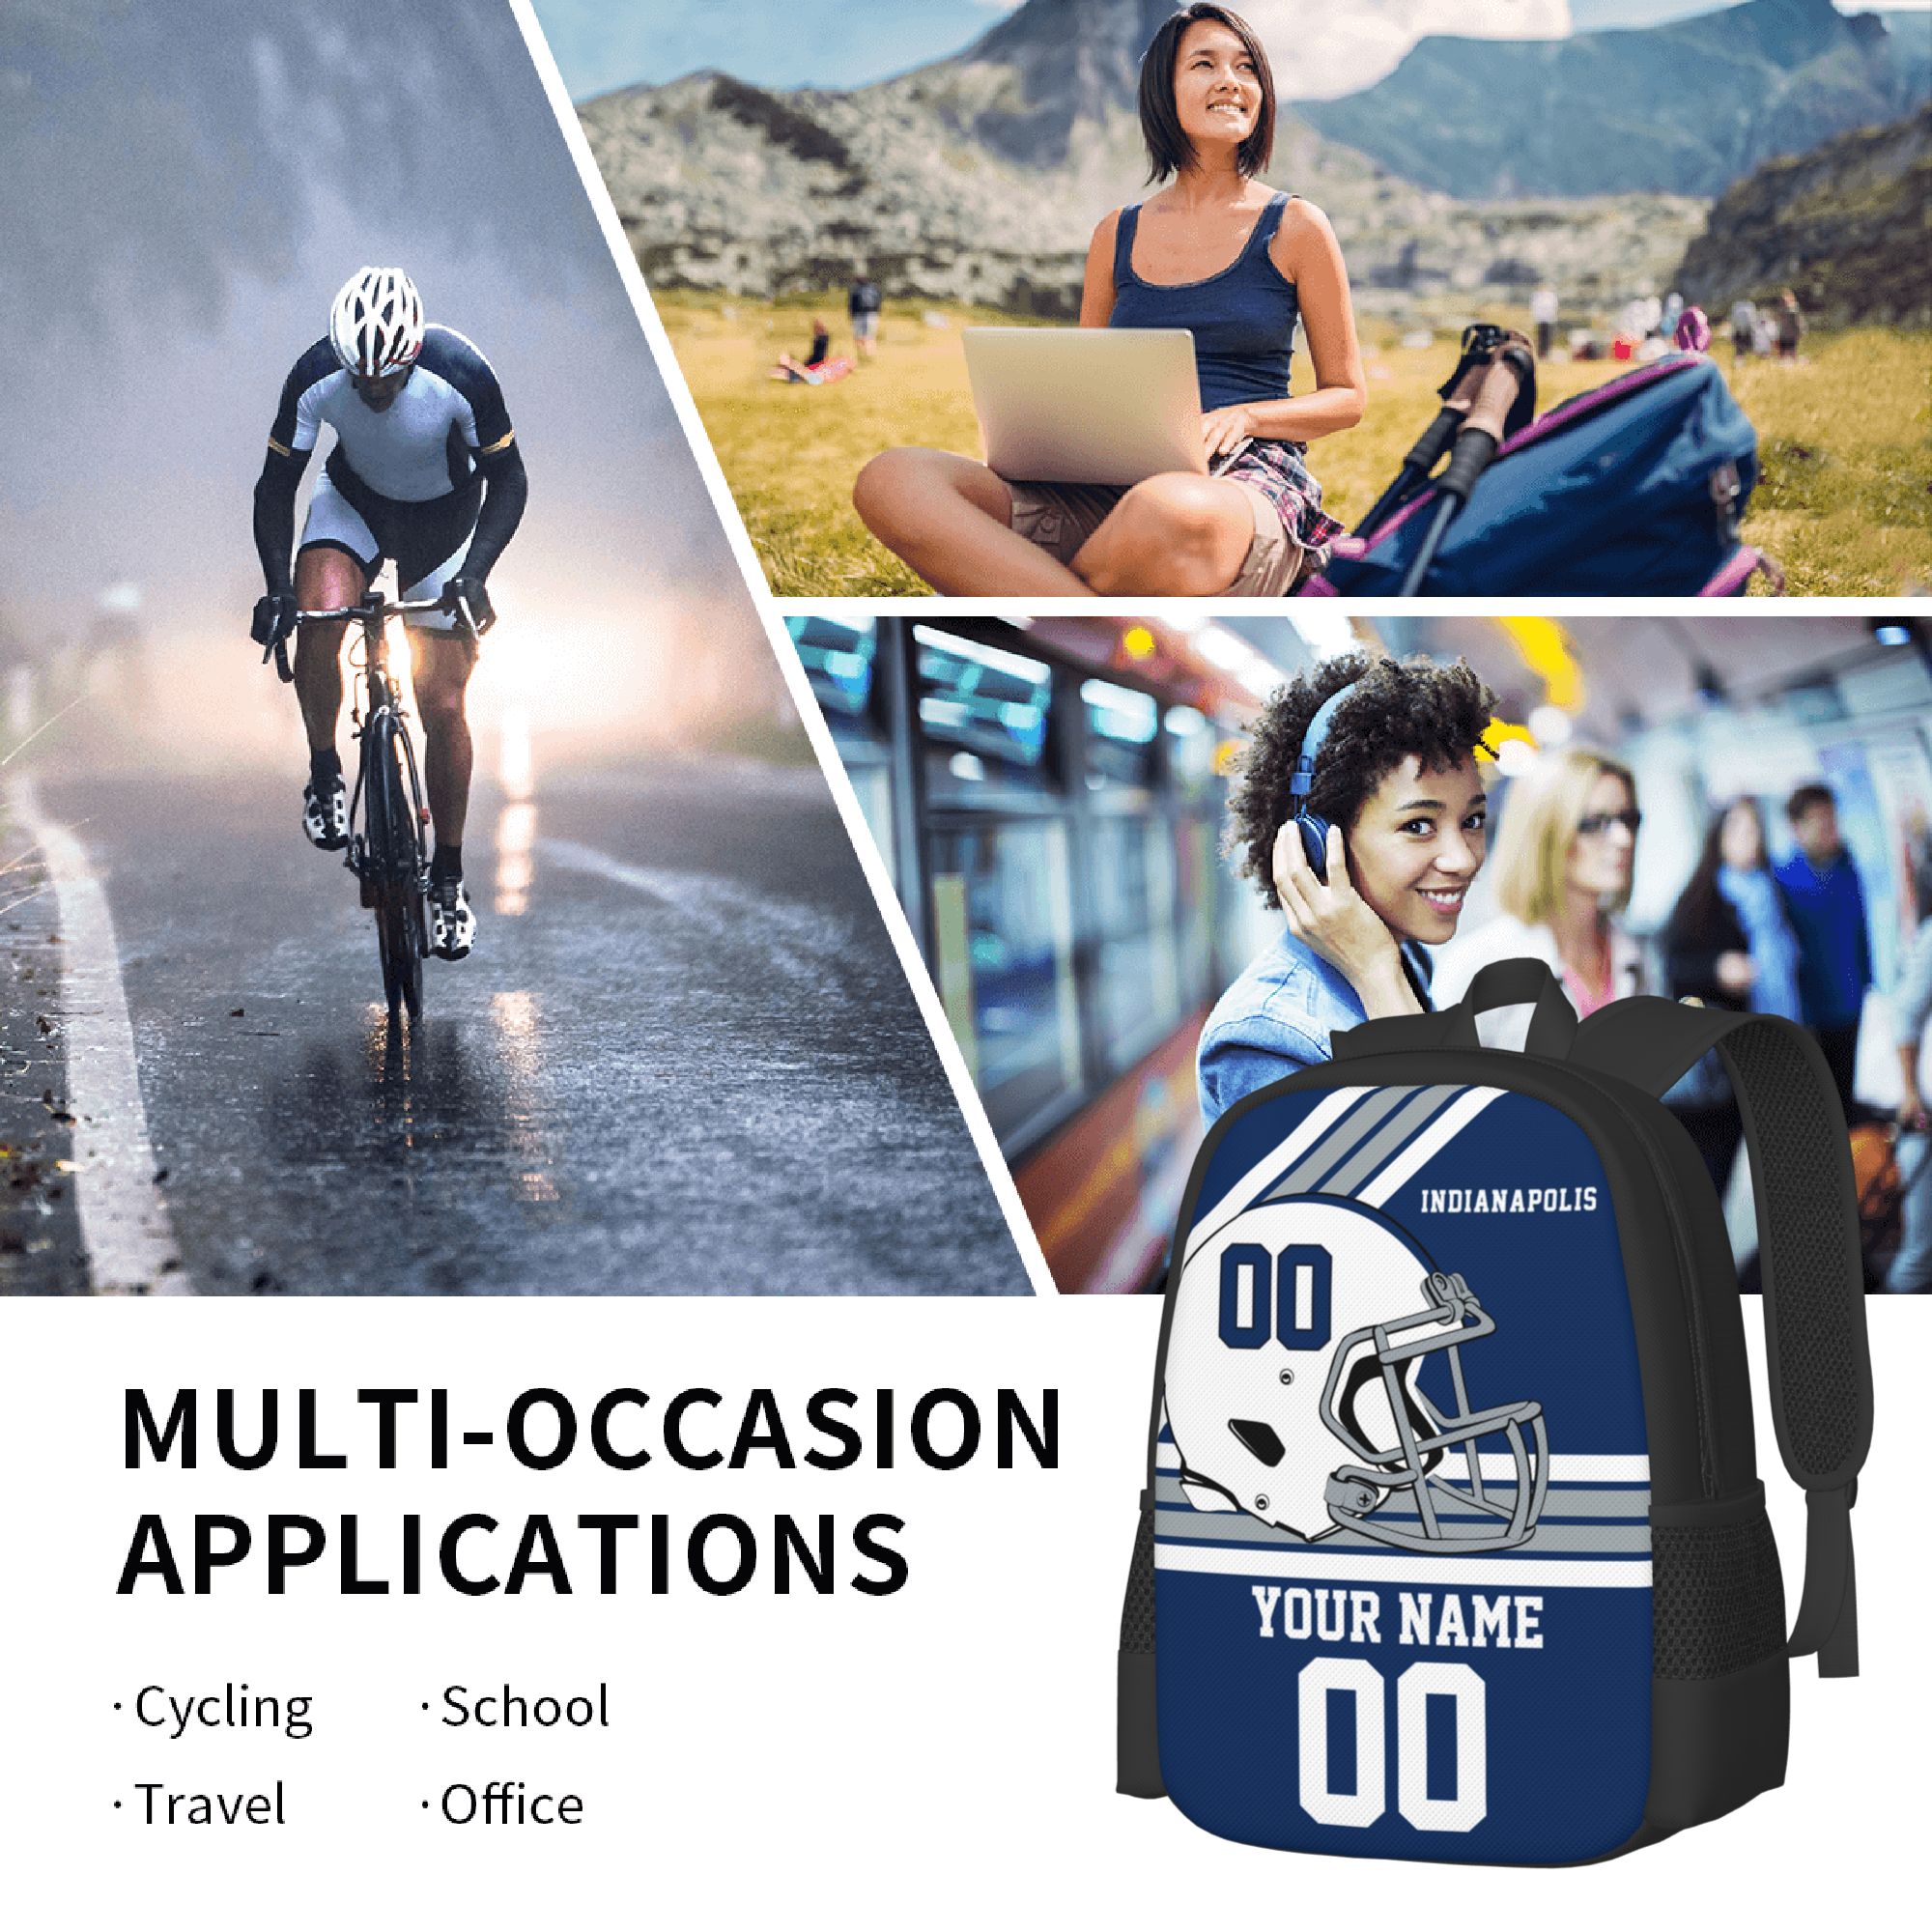 INDIANAPOLIS
00
YOUR NAME
00
MULTI-OCCASION
APPLICATIONS
· Cycling
· School
· Travel
· Office